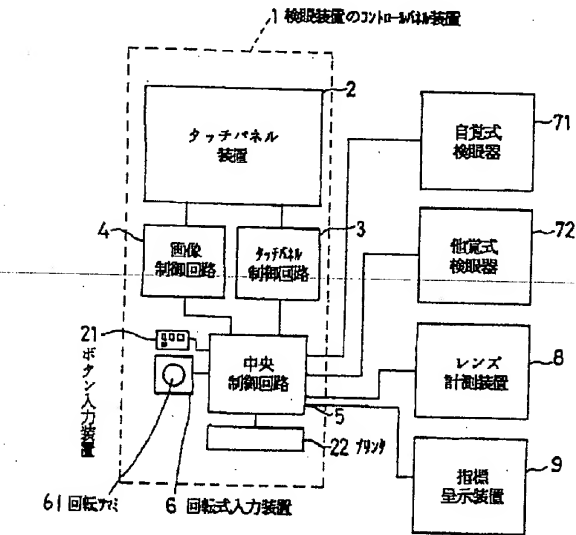 1 検眼装置のコントロールパネル装置
2
タッチパネル
装置
71
自覚式
検眼器
4
画像
制御回路
3
タッチパネル
制御回路
72
他覚式
検眼器
21
ボタン入力装置
中央
制御回路
5
8
レンズ
計測装置
22 プリンタ
61 回転ツマミ
6 回転式入力装置
9
指標
呈示装置